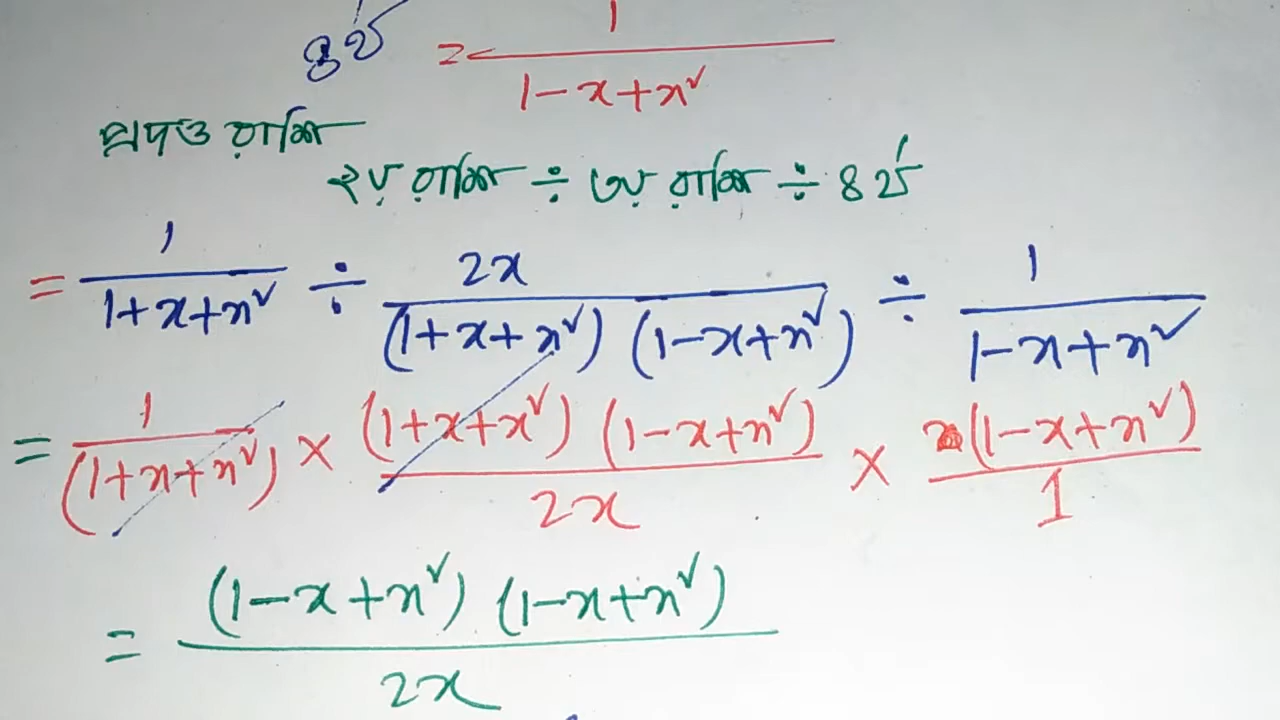 ৪র্থ = 1/(1-x+x²)
প্রদত্ত রাশি
২য় রাশি ÷ ৩য় রাশি ÷ ৪র্থ
= 1/(1+x+x²) ÷ 2x/((1+x+x²) (1-x+x²)) ÷ 1/(1-x+x²)
= 1/(1+x+x²) × ((1+x+x²) (1-x+x²))/2x × (1-x+x²)/1
= ((1-x+x²) (1-x+x²))/2x